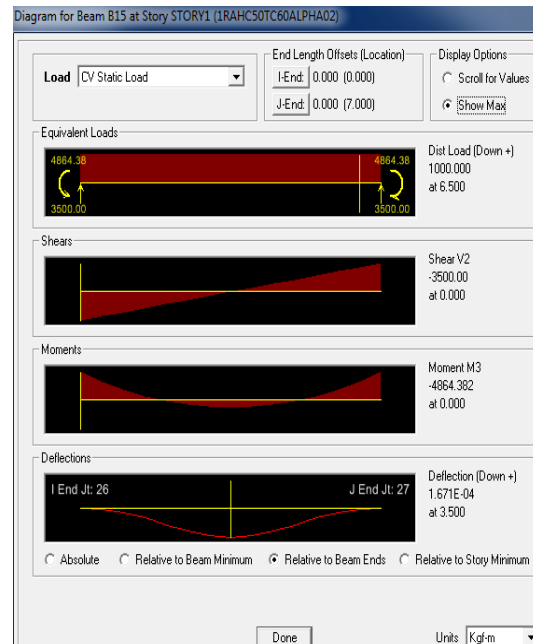 Diagram for Beam B15 at Story STORY1 (1RAHC50TC60ALPHA02)
Load CV Static Load
End Length Offsets (Location)
I-End: 0.000 (0.000)
J-End: 0.000 (7.000)
Display Options
Scroll for Values
Show Max
Equivalent Loads
4864.38 4864.38
3500.00 3500.00
Dist Load (Down +)
1000.000
at 6.500
Shears
Shear V2
-3500.00
at 0.000
Moments
Moment M3
-4864.382
at 0.000
Deflections
I End Jt: 26 J End Jt: 27
Deflection (Down +)
1.671E-04
at 3.500
Absolute Relative to Beam Minimum Relative to Beam Ends Relative to Story Minimum
Done Units Kgf-m